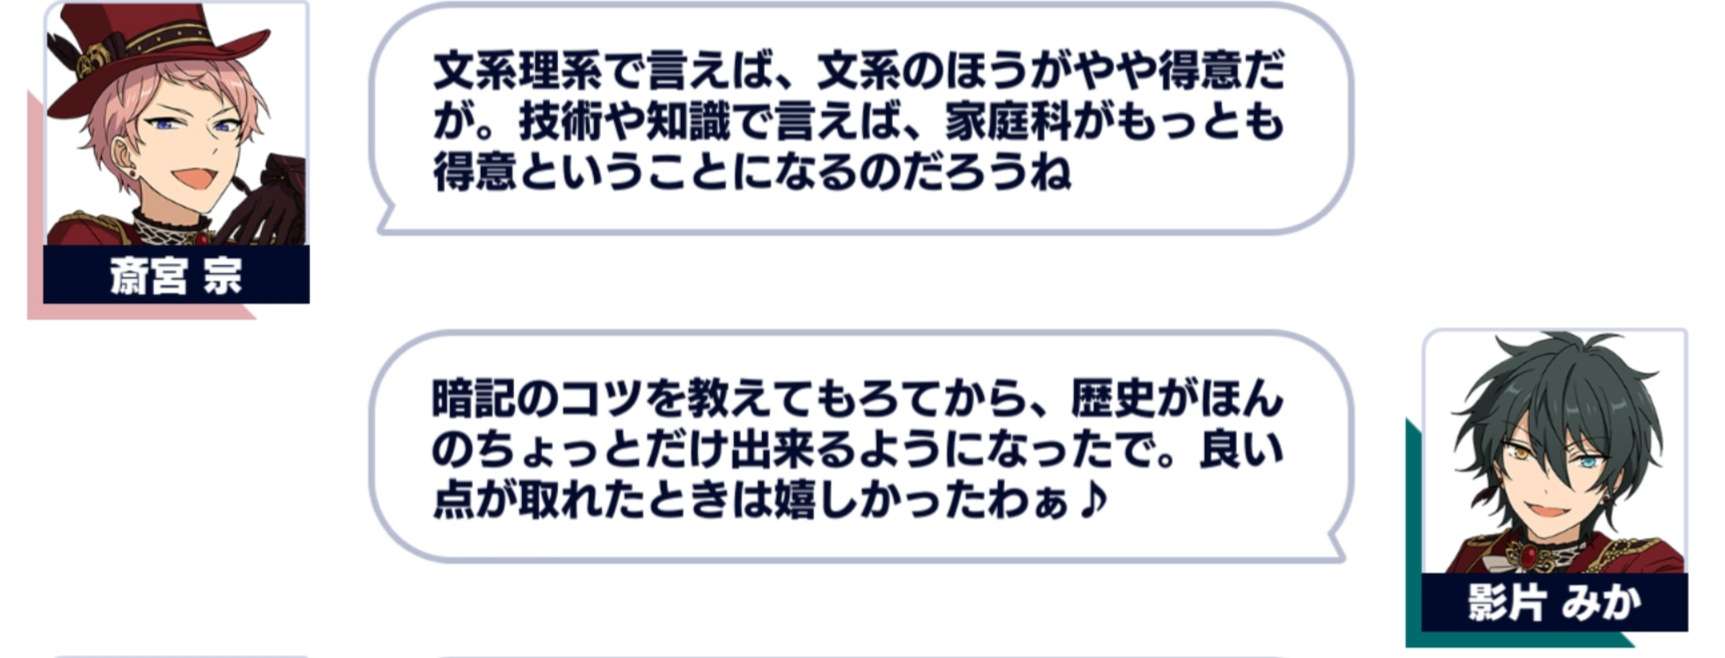 文系理系で言えば、文系のほうがやや得意だ
が。技術や知識で言えば、家庭科がもっとも
得意ということになるのだろうね
斎宮 宗
暗記のコツを教えてもろてから、歴史がほん
のちょっとだけ出来るようになったで。良い
点が取れたときは嬉しかったわぁ♪
影片 みか